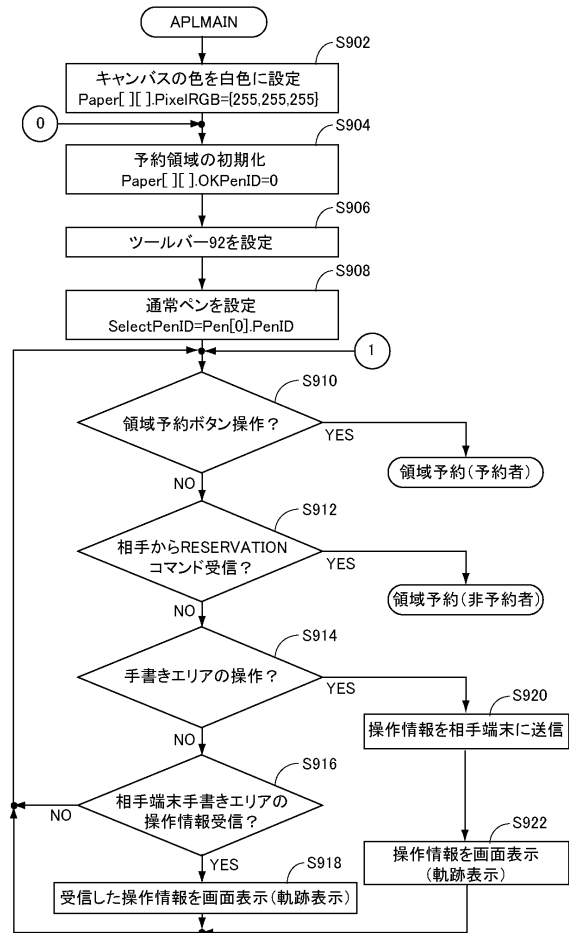 APLMAIN
S902
キャンバスの色を白色に設定
Paper[ ][ ].PixelRGB={255,255,255}
0
S904
予約領域の初期化
Paper[ ][ ].OKPenID=0
S906
ツールバー92を設定
S908
通常ペンを設定
SelectPenID=Pen[0].PenID
1
S910
領域予約ボタン操作？
YES
領域予約(予約者)
NO
S912
相手からRESERVATION
コマンド受信？
YES
領域予約(非予約者)
NO
S914
手書きエリアの操作？
YES
S920
操作情報を相手端末に送信
NO
S916
相手端末手書きエリアの
操作情報受信？
NO
S922
操作情報を画面表示
(軌跡表示)
YES
S918
受信した操作情報を画面表示(軌跡表示)